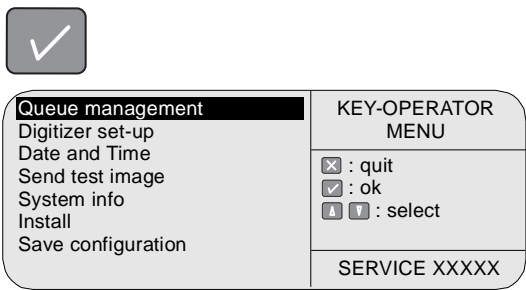 Queue management
Digitizer set-up
Date and Time
Send test image
System info
Install
Save configuration
KEY-OPERATOR
MENU
: quit
: ok
: select
SERVICE XXXXX